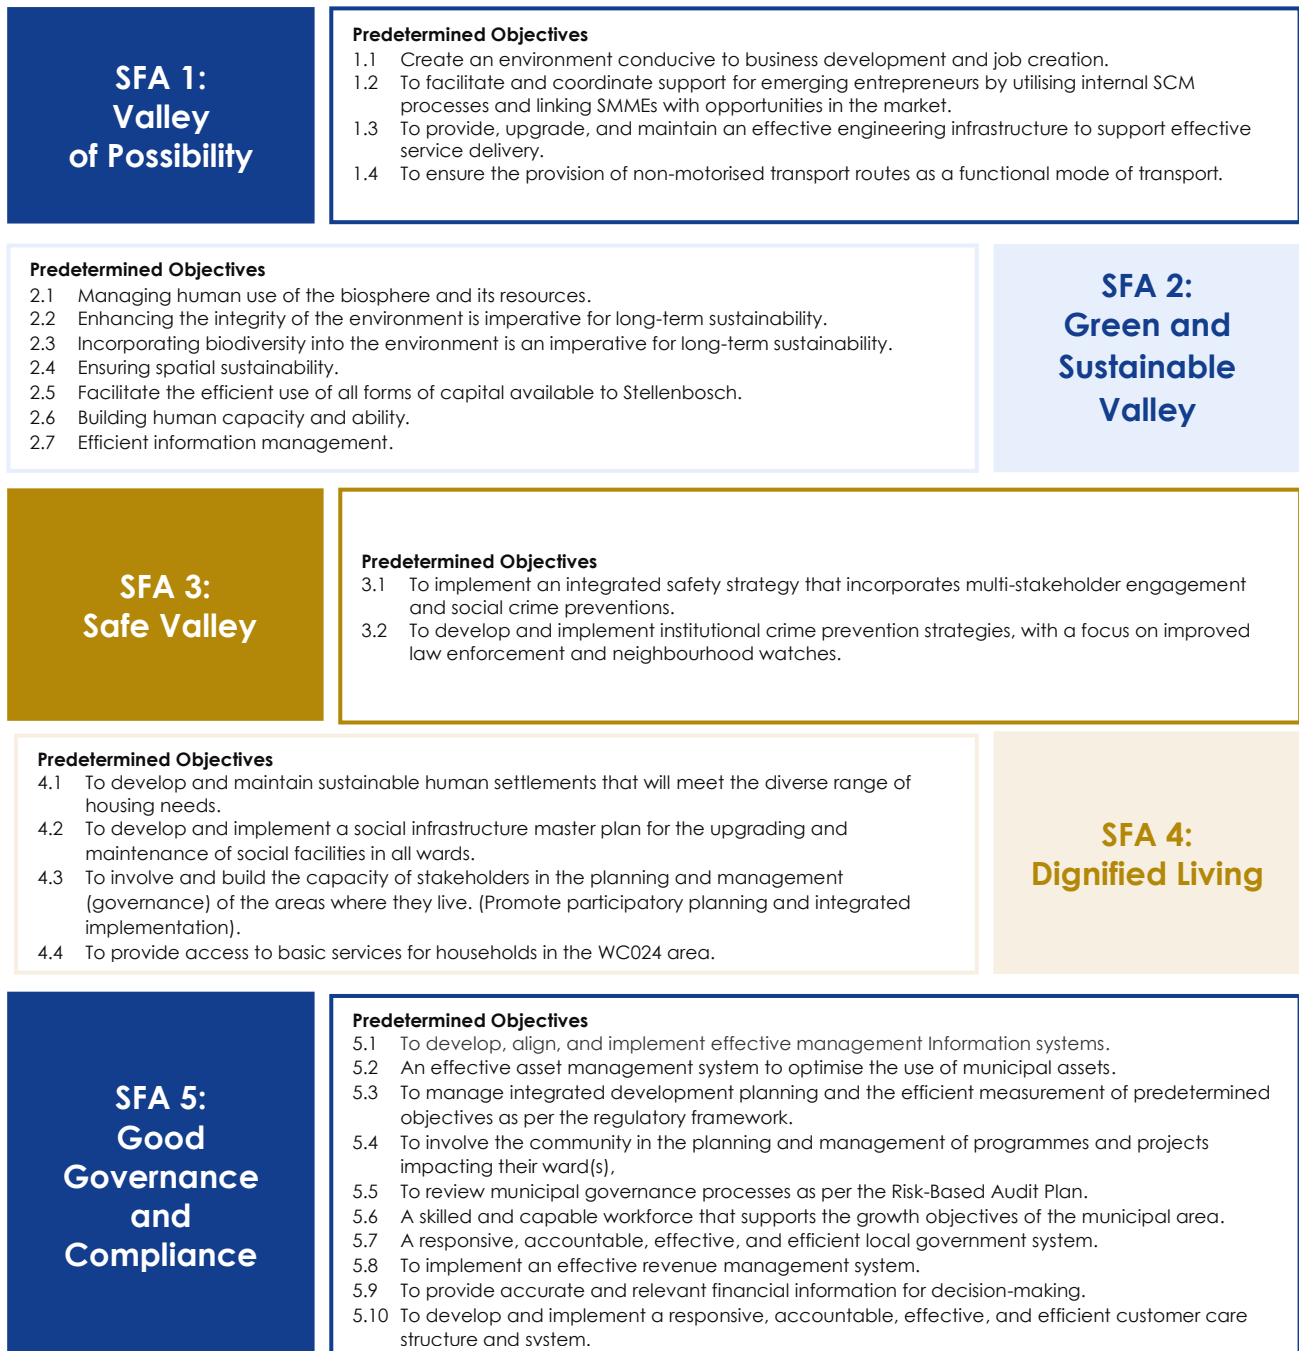 SFA 1:
Valley
of Possibility
Predetermined Objectives
1.1 Create an environment conducive to business development and job creation.
1.2 To facilitate and coordinate support for emerging entrepreneurs by utilising internal SCM
processes and linking SMMEs with opportunities in the market.
1.3 To provide, upgrade, and maintain an effective engineering infrastructure to support effective
service delivery.
1.4 To ensure the provision of non-motorised transport routes as a functional mode of transport.
Predetermined Objectives
2.1 Managing human use of the biosphere and its resources.
2.2 Enhancing the integrity of the environment is imperative for long-term sustainability.
2.3 Incorporating biodiversity into the environment is an imperative for long-term sustainability.
2.4 Ensuring spatial sustainability.
2.5 Facilitate the efficient use of all forms of capital available to Stellenbosch.
2.6 Building human capacity and ability.
2.7 Efficient information management.
SFA 2:
Green and
Sustainable
Valley
SFA 3:
Safe Valley
Predetermined Objectives
3.1 To implement an integrated safety strategy that incorporates multi-stakeholder engagement
and social crime preventions.
3.2 To develop and implement institutional crime prevention strategies, with a focus on improved
law enforcement and neighbourhood watches.
Predetermined Objectives
4.1 To develop and maintain sustainable human settlements that will meet the diverse range of
housing needs.
4.2 To develop and implement a social infrastructure master plan for the upgrading and
maintenance of social facilities in all wards.
4.3 To involve and build the capacity of stakeholders in the planning and management
(governance) of the areas where they live. (Promote participatory planning and integrated
implementation).
4.4 To provide access to basic services for households in the WC024 area.
SFA 4:
Dignified Living
SFA 5:
Good
Governance
and
Compliance
Predetermined Objectives
5.1 To develop, align, and implement effective management Information systems.
5.2 An effective asset management system to optimise the use of municipal assets.
5.3 To manage integrated development planning and the efficient measurement of predetermined
objectives as per the regulatory framework.
5.4 To involve the community in the planning and management of programmes and projects
impacting their ward(s),
5.5 To review municipal governance processes as per the Risk-Based Audit Plan.
5.6 A skilled and capable workforce that supports the growth objectives of the municipal area.
5.7 A responsive, accountable, effective, and efficient local government system.
5.8 To implement an effective revenue management system.
5.9 To provide accurate and relevant financial information for decision-making.
5.10 To develop and implement a responsive, accountable, effective, and efficient customer care
structure and system.